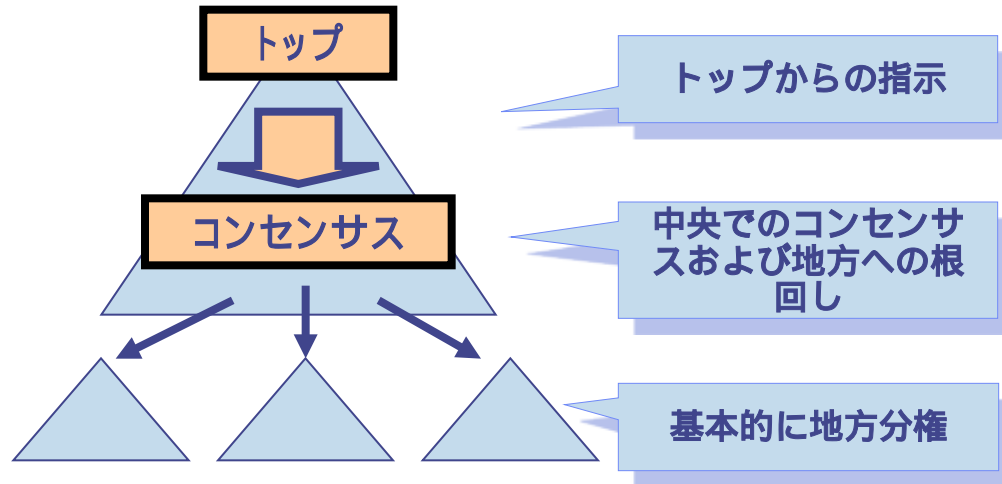 トップ
トップからの指示
コンセンサス
中央でのコンセンサ
スおよび地方への根
回し
基本的に地方分権